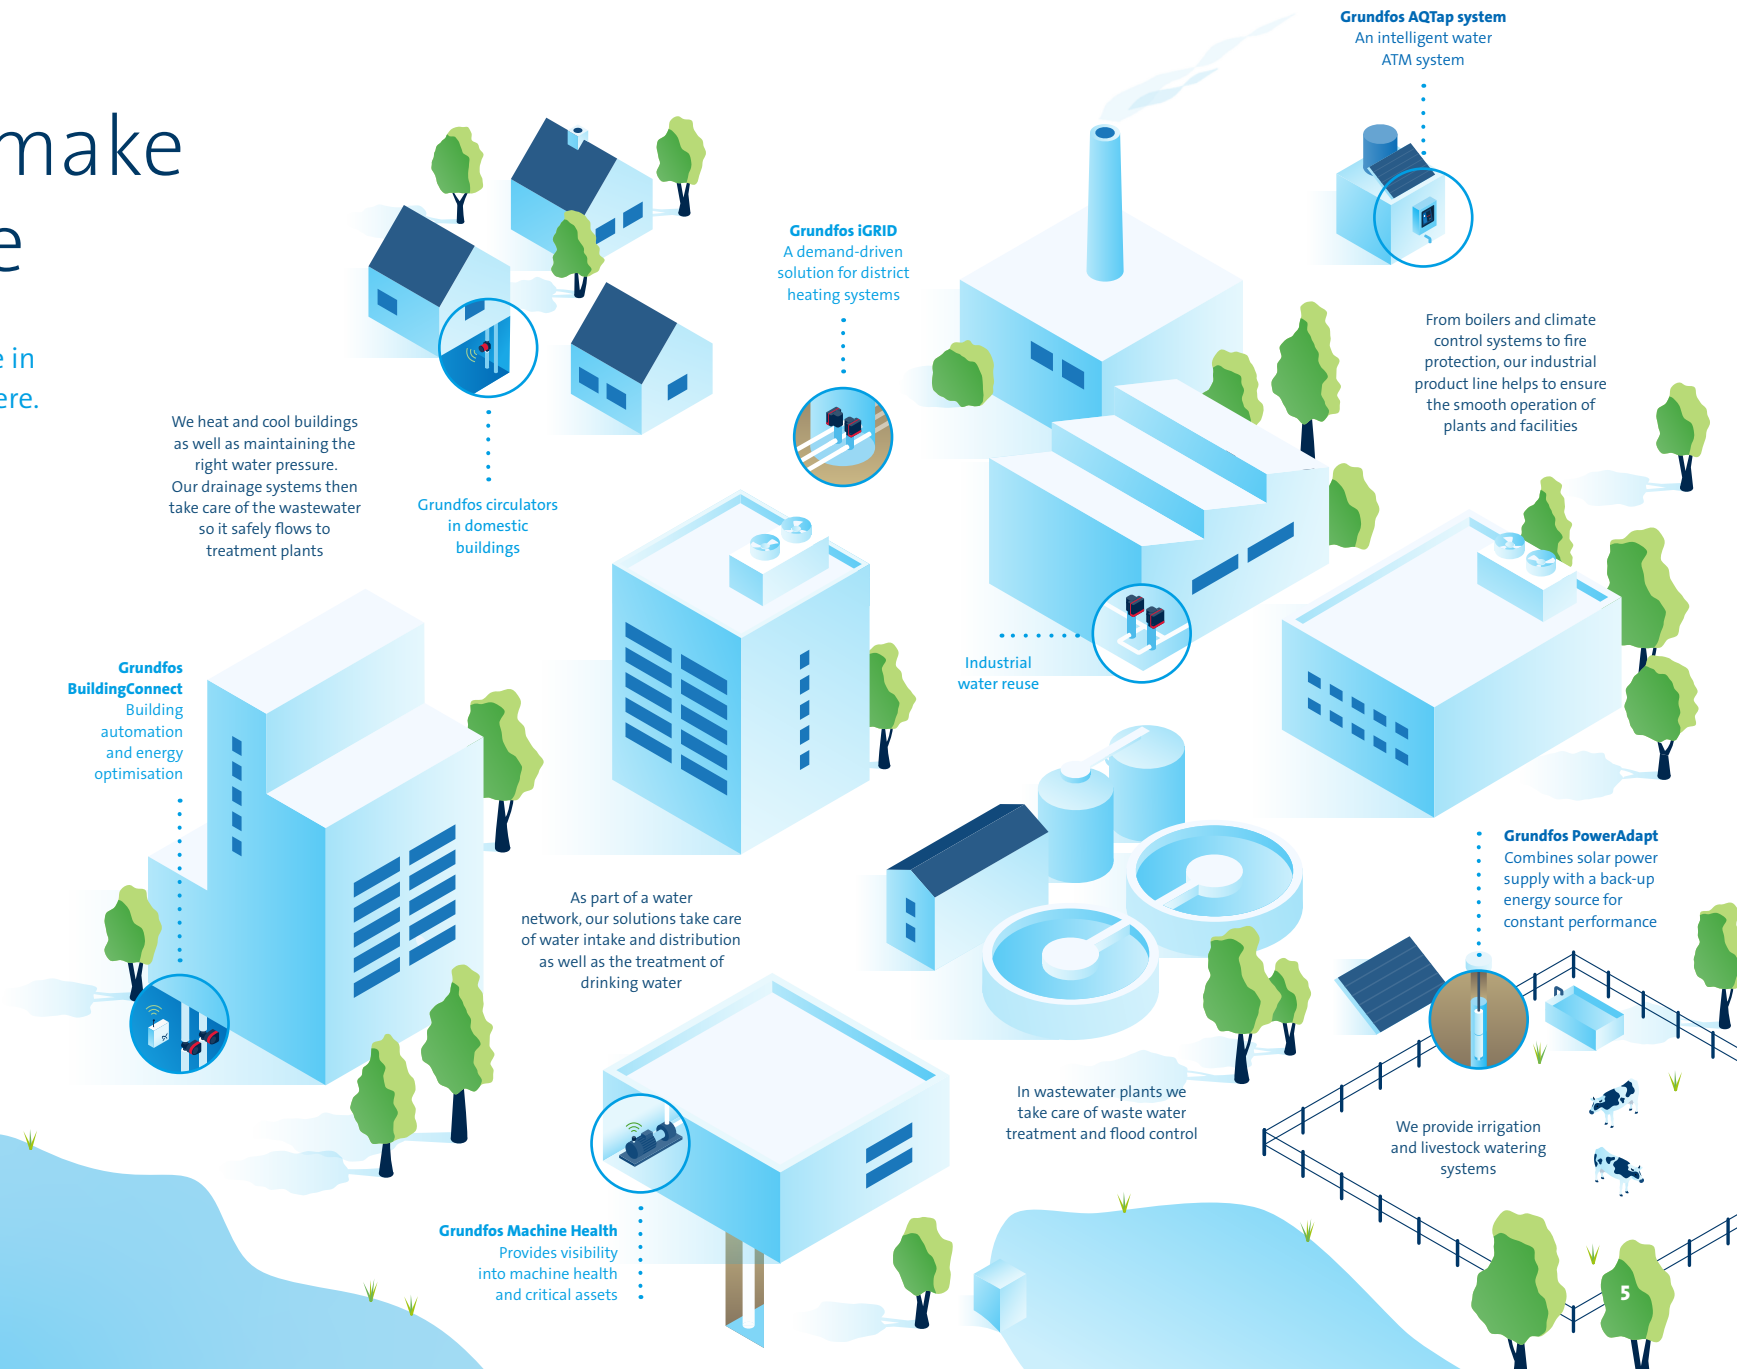 make
e
e in
ere.
We heat and cool buildings
as well as maintaining the
right water pressure.
Our drainage systems then
take care of the wastewater
so it safely flows to
treatment plants
Grundfos circulators
in domestic
buildings
Grundfos iGRID
A demand-driven
solution for district
heating systems
Grundfos AQTap system
An intelligent water
ATM system
From boilers and climate
control systems to fire
protection, our industrial
product line helps to ensure
the smooth operation of
plants and facilities
Grundfos
BuildingConnect
Building
automation
and energy
optimisation
Industrial
water reuse
As part of a water
network, our solutions take care
of water intake and distribution
as well as the treatment of
drinking water
Grundfos PowerAdapt
Combines solar power
supply with a back-up
energy source for
constant performance
In wastewater plants we
take care of waste water
treatment and flood control
We provide irrigation
and livestock watering
systems
Grundfos Machine Health
Provides visibility
into machine health
and critical assets
5